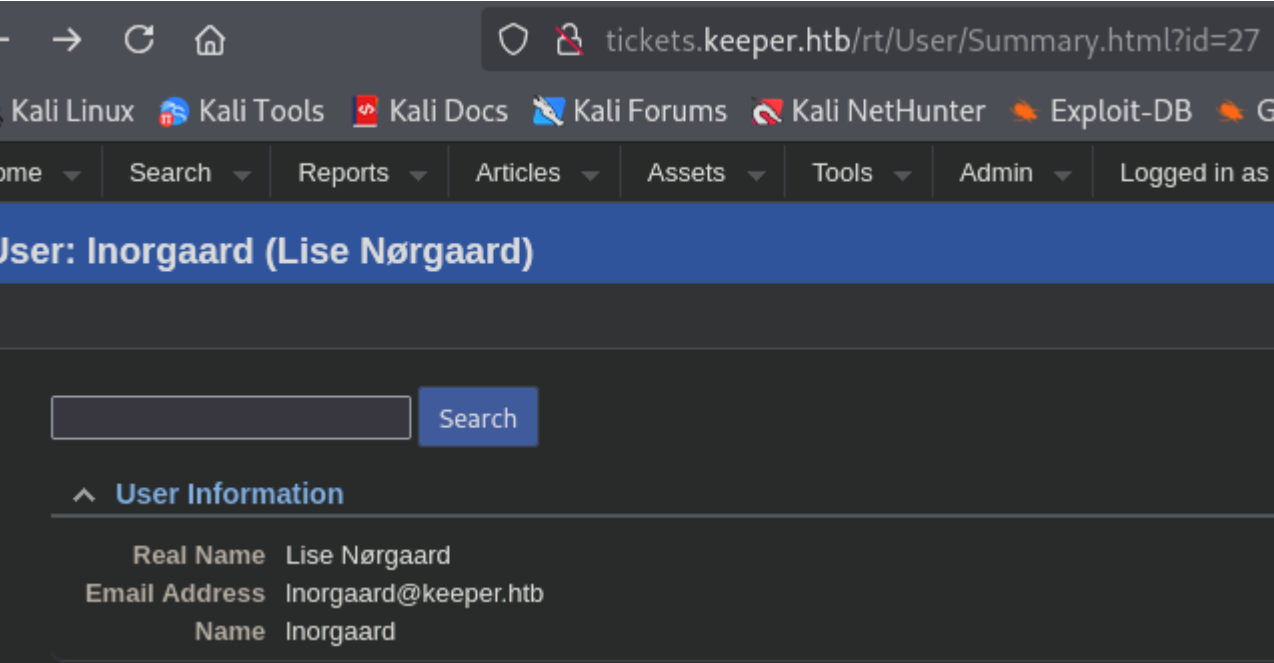 tickets.keeper.htb/rt/User/Summary.html?id=27
Kali Linux Kali Tools Kali Docs Kali Forums Kali NetHunter Exploit-DB G
ome Search Reports Articles Assets Tools Admin Logged in as
User: lnorgaard (Lise Nørgaard)
Search
User Information
Real Name Lise Nørgaard
Email Address lnorgaard@keeper.htb
Name lnorgaard